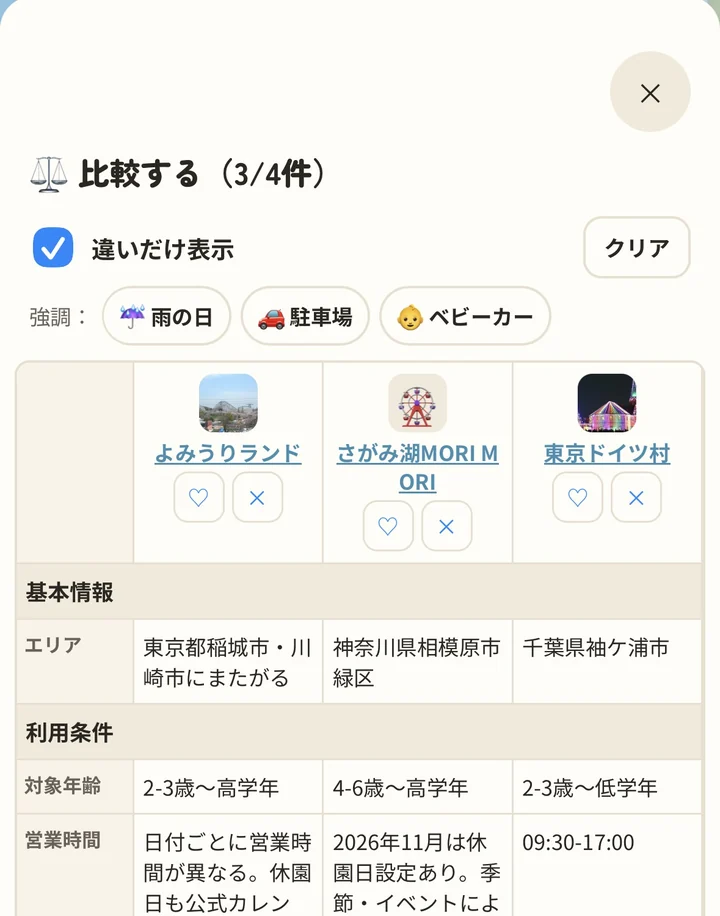 比較する（3/4件）
違いだけ表示
クリア
強調：
雨の日
駐車場
ベビーカー
よみうりランド
さがみ湖MORI M
ORI
東京ドイツ村
基本情報
エリア
東京都稲城市・川
崎市にまたがる
神奈川県相模原市
緑区
千葉県袖ケ浦市
利用条件
対象年齢
2-3歳〜高学年
4-6歳〜高学年
2-3歳〜低学年
営業時間
日付ごとに営業時
間が異なる。休園
日も公式カレン
2026年11月は休
園日設定あり。季
節・イベントによ
09:30-17:00